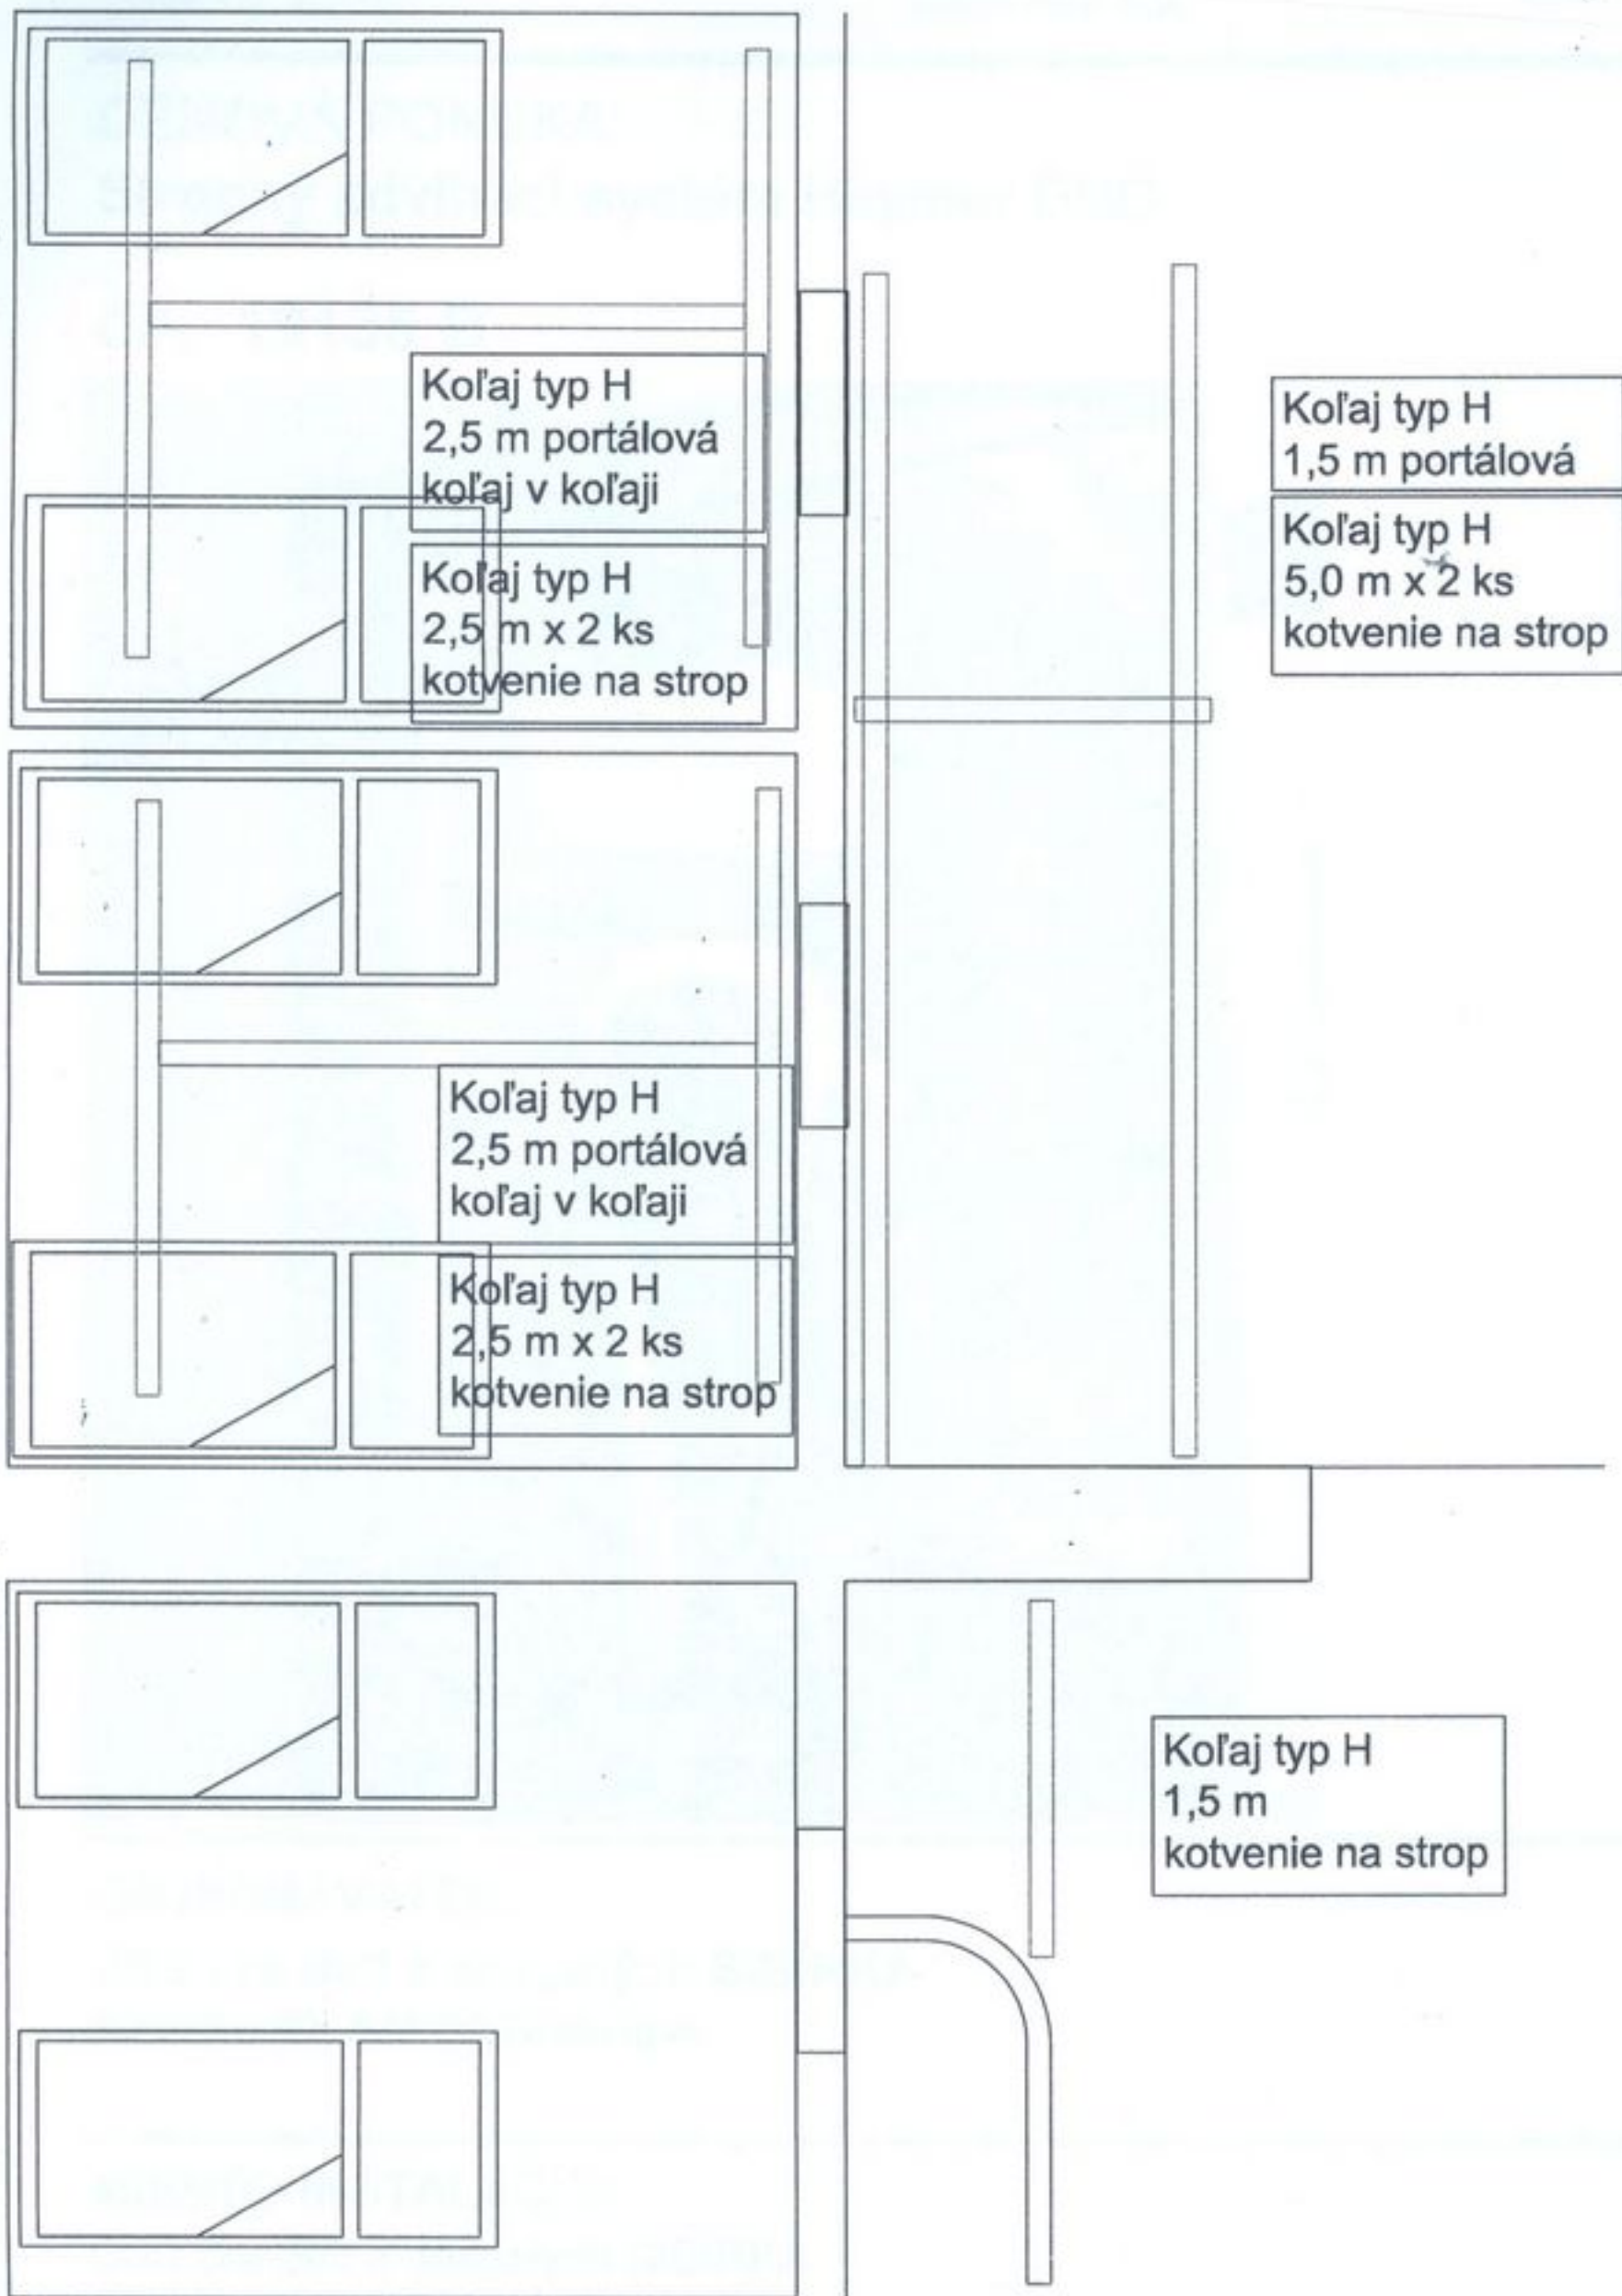 Koľaj typ H
2,5 m portálová
koľaj v koľaji
Koľaj typ H
2,5 m x 2 ks
kotvenie na strop
Koľaj typ H
1,5 m portálová
Koľaj typ H
5,0 m x 2 ks
kotvenie na strop
Koľaj typ H
2,5 m portálová
koľaj v koľaji
Koľaj typ H
2,5 m x 2 ks
kotvenie na strop
Koľaj typ H
1,5 m
kotvenie na strop